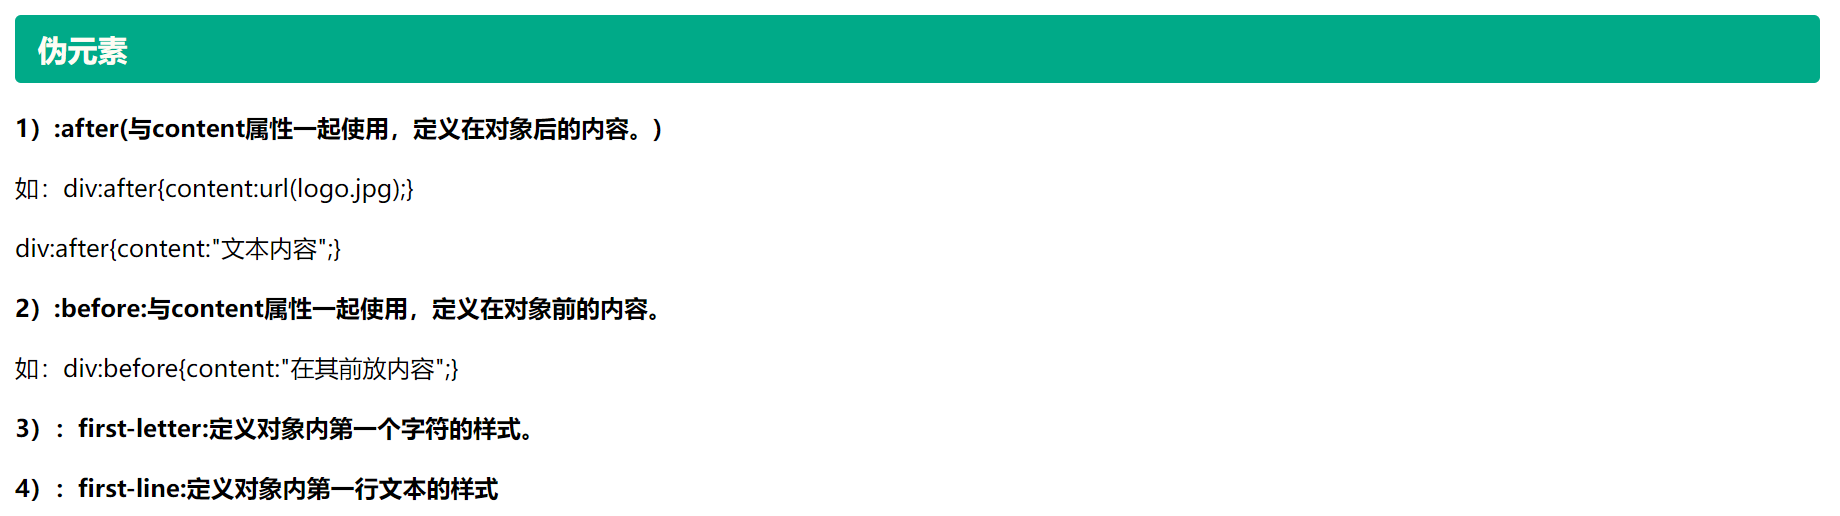 伪元素
1）:after(与content属性一起使用，定义在对象后的内容。)
如：div:after{content:url(logo.jpg);}
div:after{content:"文本内容";}
2）:before:与content属性一起使用，定义在对象前的内容。
如：div:before{content:"在其前放内容";}
3）：first-letter:定义对象内第一个字符的样式。
4）：first-line:定义对象内第一行文本的样式